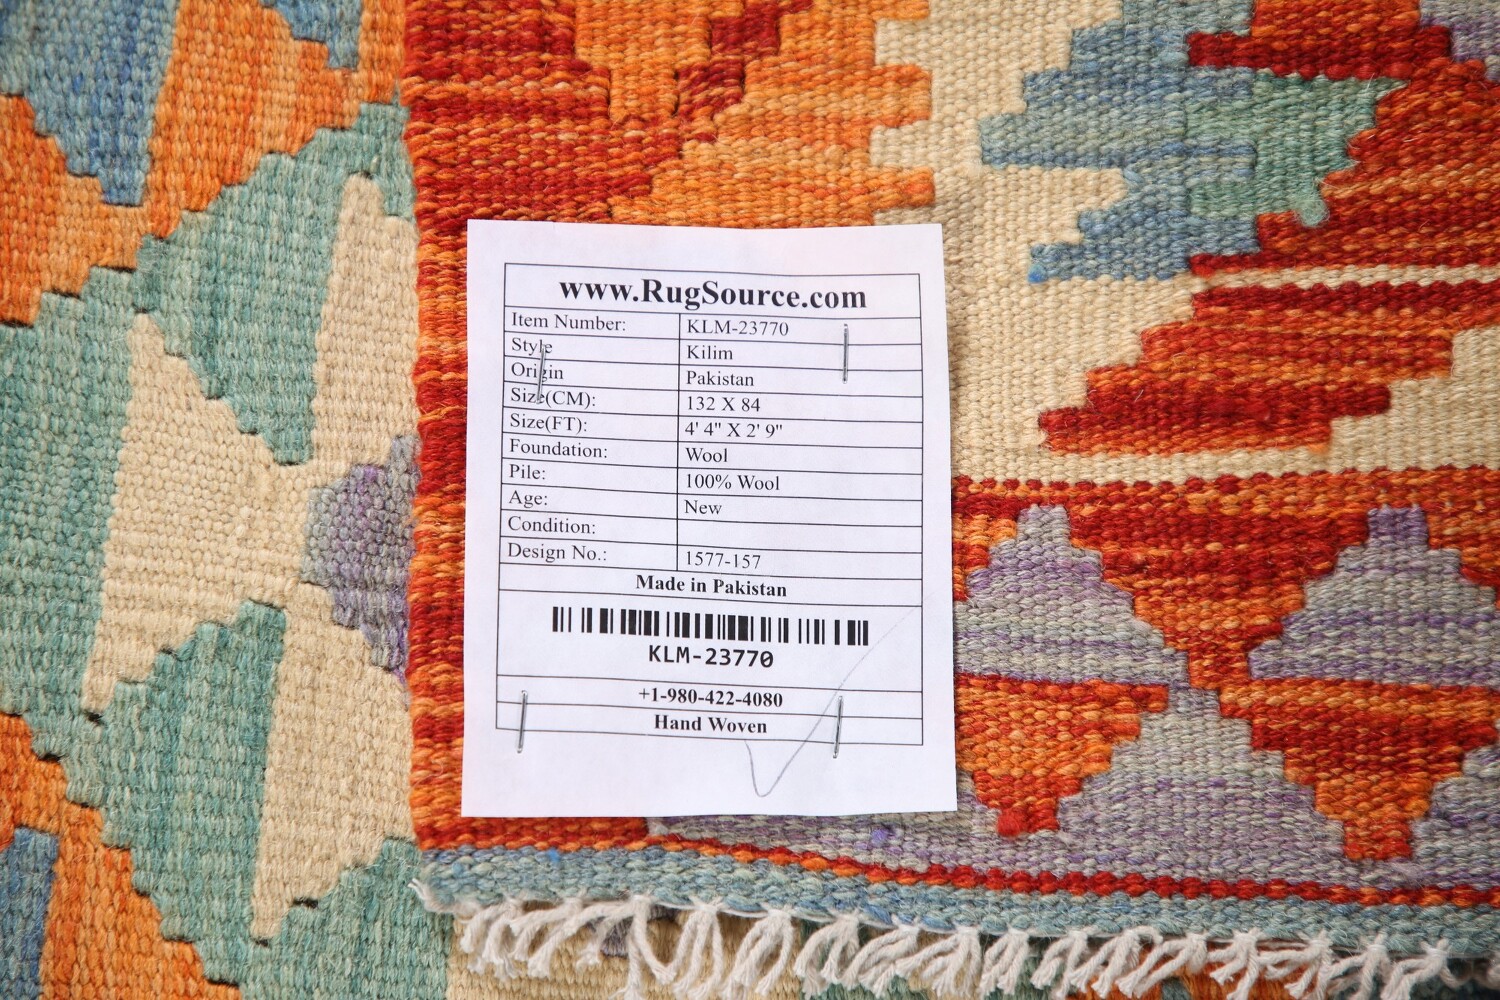 www.RugSource.com
Item Number: KLM-23770
Style Kilim
Origin Pakistan
Size(CM): 132 X 84
Size(FT): 4' 4" X 2' 9"
Foundation: Wool
Pile: 100% Wool
Age: New
Condition:
Design No.: 1577-157
Made in Pakistan
KLM-23770
+1-980-422-4080
Hand Woven